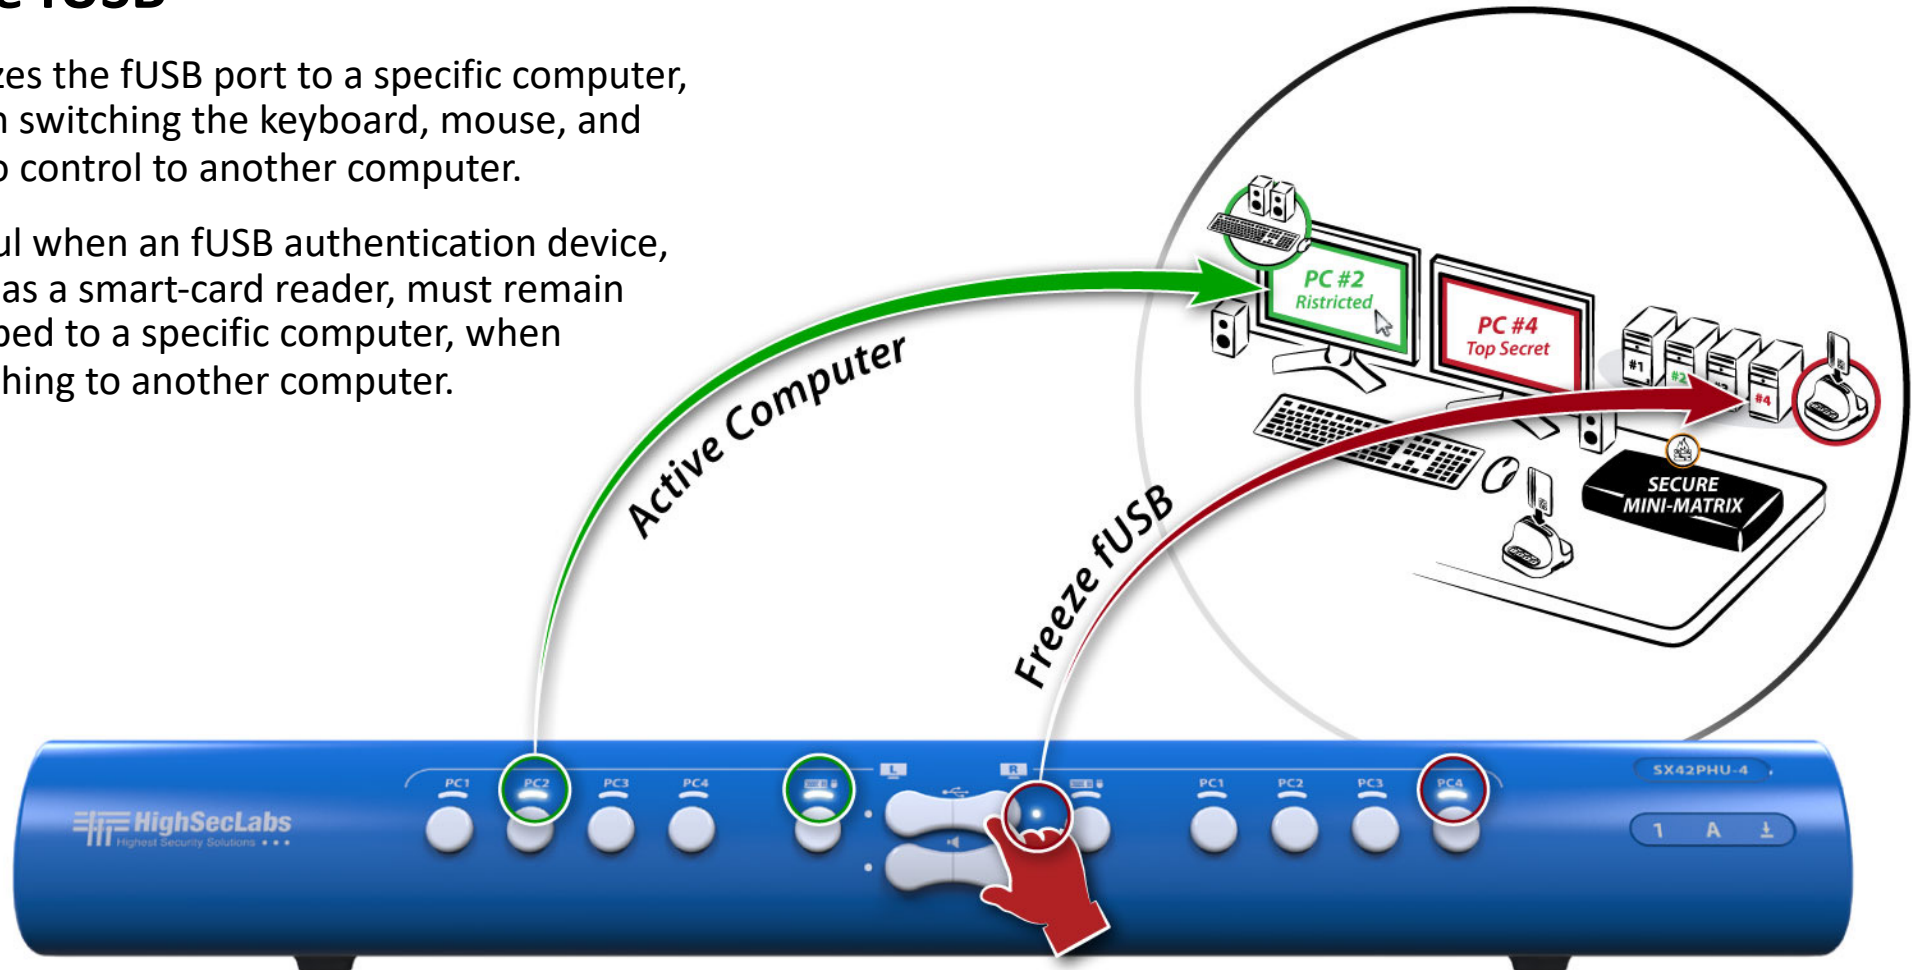 fUSB
zes the fUSB port to a specific computer,
n switching the keyboard, mouse, and
o control to another computer.
ul when an fUSB authentication device,
as a smart-card reader, must remain
ped to a specific computer, when
hing to another computer.
PC #2
Ristricted
PC #4
Top Secret
#1
#2
#4
SECURE
MINI-MATRIX
Active Computer
Freeze fUSB
L
R
SX42PHU-4
PC1
PC2
PC3
PC4
PC1
PC2
PC3
PC4
HighSecLabs
Highest Security Solutions
1 A